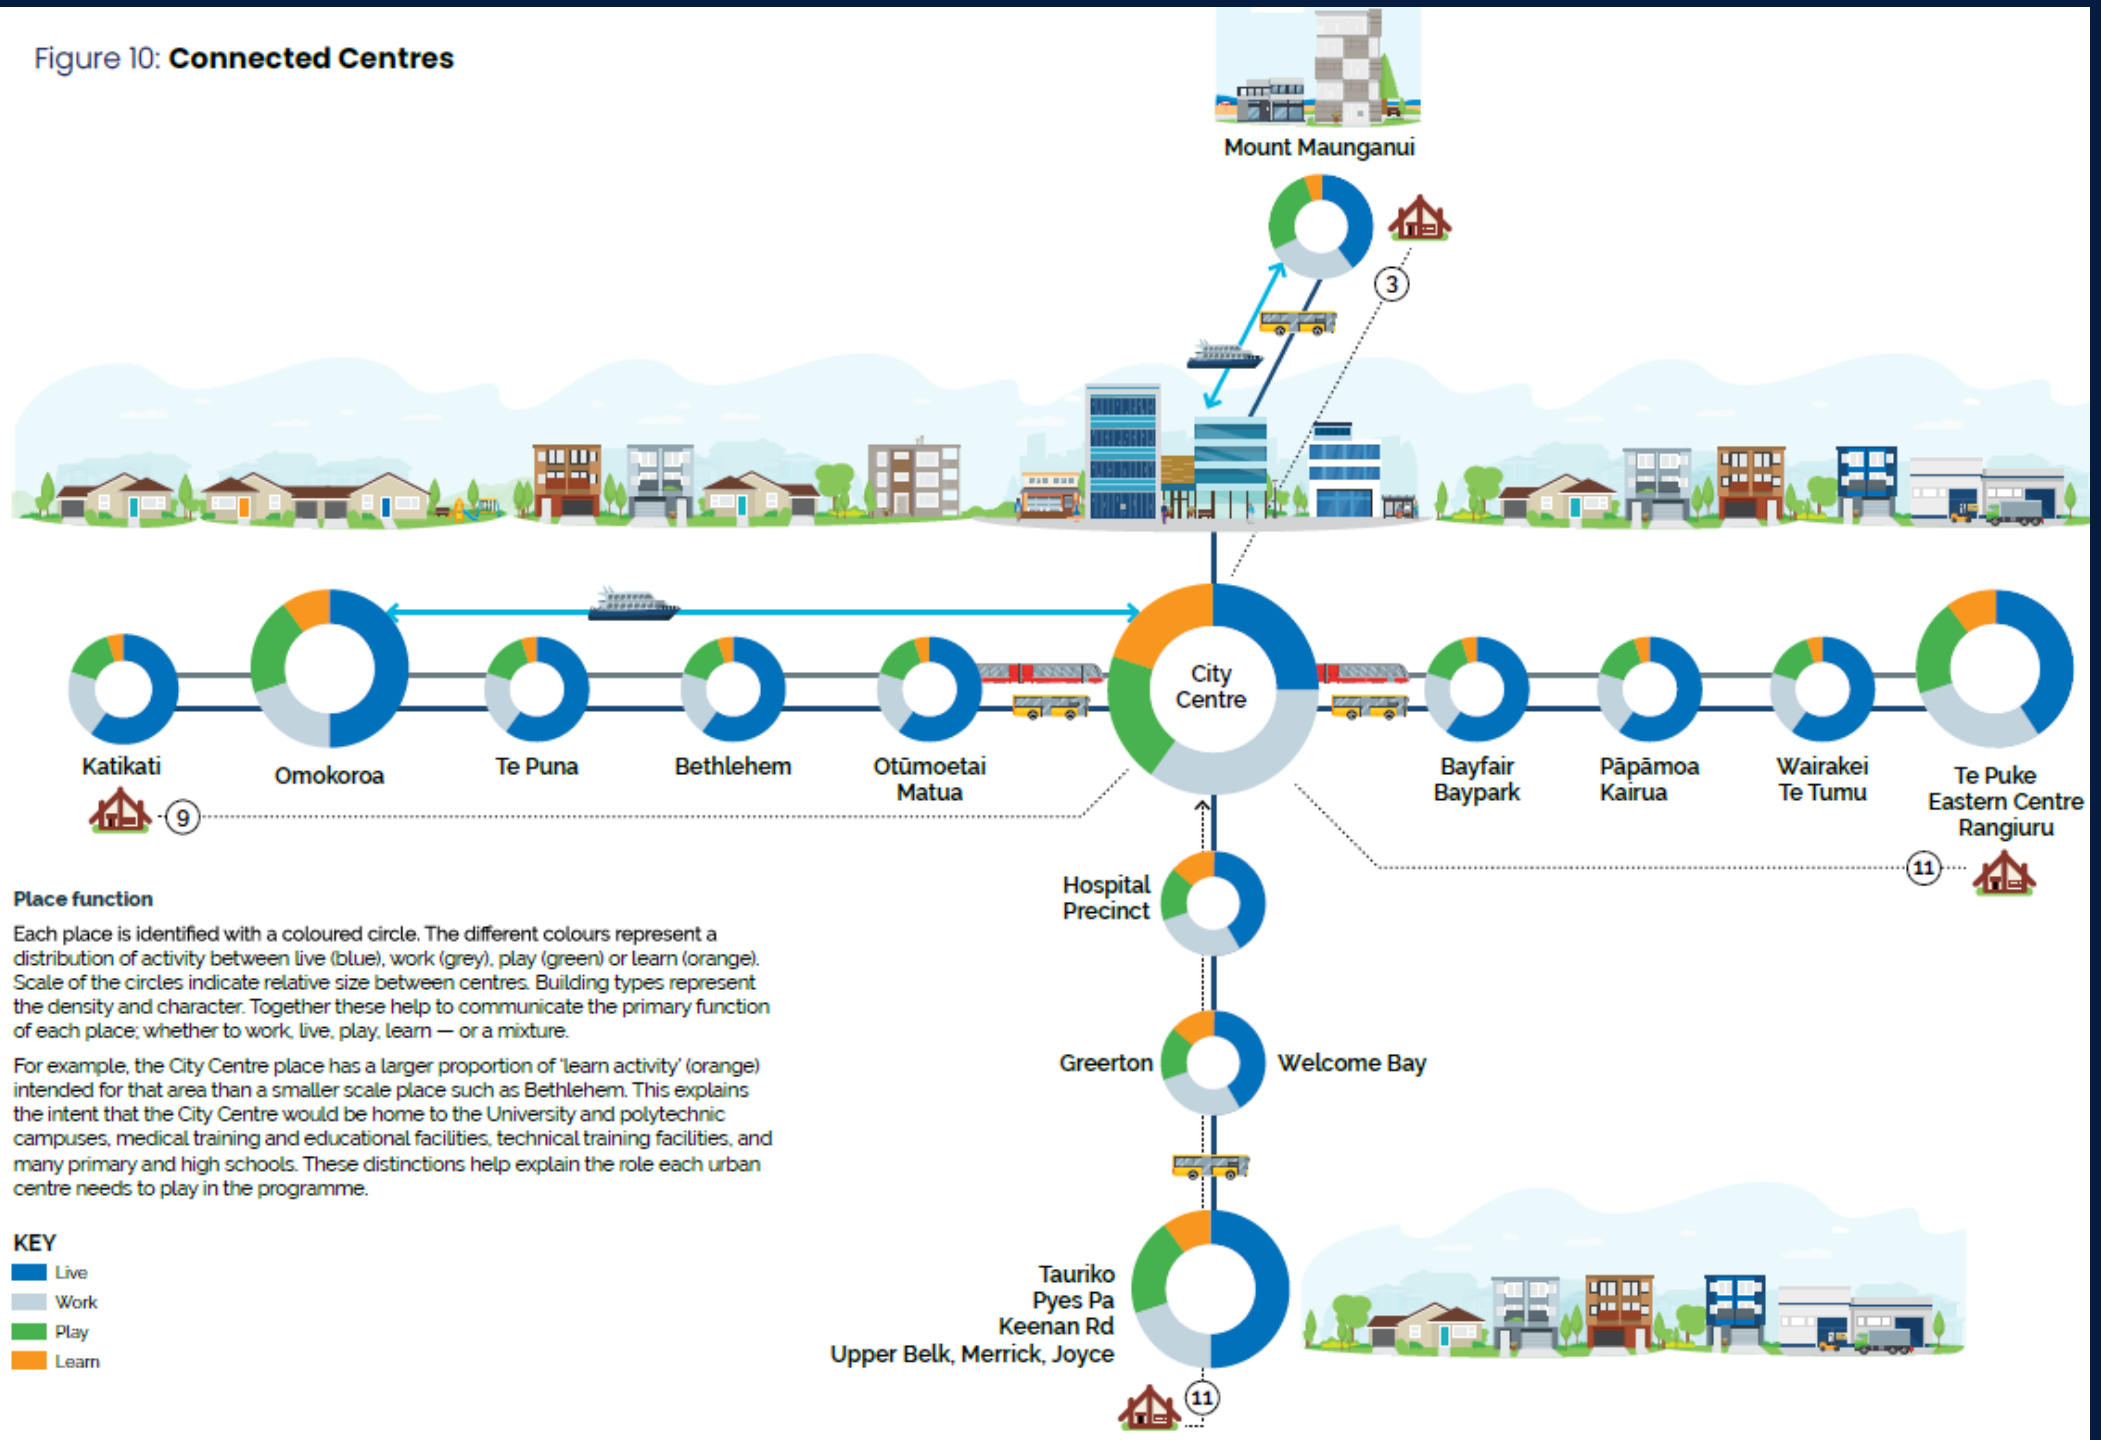 Figure 10: Connected Centres
Mount Maunganui
3
City
Centre
Katikati
Omokoroa
Te Puna
Bethlehem
Otūmoetai
Matua
Bayfair
Baypark
Pāpāmoa
Kairua
Wairakei
Te Tumu
Te Puke
Eastern Centre
Rangiuru
9
11
Hospital
Precinct
Greerton
Welcome Bay
Tauriko
Pyes Pa
Keenan Rd
Upper Belk, Merrick, Joyce
11
Place function
Each place is identified with a coloured circle. The different colours represent a
distribution of activity between live (blue), work (grey), play (green) or learn (orange).
Scale of the circles indicate relative size between centres. Building types represent
the density and character. Together these help to communicate the primary function
of each place; whether to work, live, play, learn — or a mixture.
For example, the City Centre place has a larger proportion of 'learn activity' (orange)
intended for that area than a smaller scale place such as Bethlehem. This explains
the intent that the City Centre would be home to the University and polytechnic
campuses, medical training and educational facilities, technical training facilities, and
many primary and high schools. These distinctions help explain the role each urban
centre needs to play in the programme.
KEY
Live
Work
Play
Learn